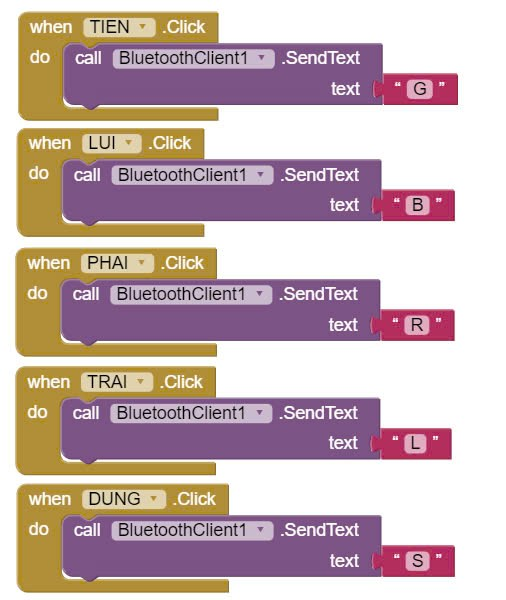 when TIEN .Click
do call BluetoothClient1 .SendText
text " G "
when LUI .Click
do call BluetoothClient1 .SendText
text " B "
when PHAI .Click
do call BluetoothClient1 .SendText
text " R "
when TRAI .Click
do call BluetoothClient1 .SendText
text " L "
when DUNG .Click
do call BluetoothClient1 .SendText
text " S "